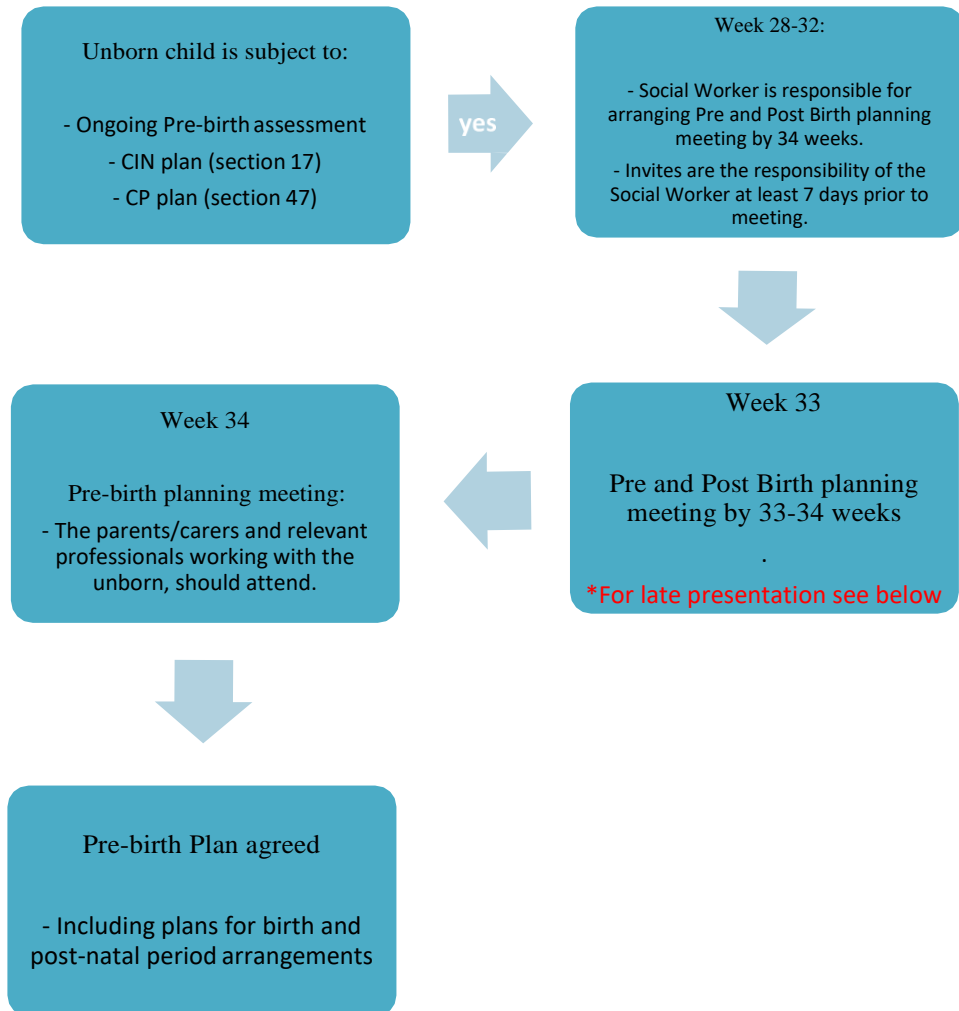 Unborn child is subject to:
- Ongoing Pre-birth assessment
- CIN plan (section 17)
- CP plan (section 47)
yes
Week 28-32:
- Social Worker is responsible for
arranging Pre and Post Birth planning
meeting by 34 weeks.
- Invites are the responsibility of the
Social Worker at least 7 days prior to
meeting.
Week 33
Pre and Post Birth planning
meeting by 33-34 weeks
.
*For late presentation see below
Week 34
Pre-birth planning meeting:
- The parents/carers and relevant
professionals working with the
unborn, should attend.
Pre-birth Plan agreed
- Including plans for birth and
post-natal period arrangements